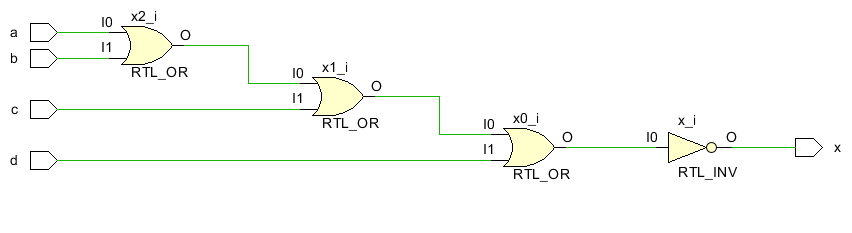 x2_i
I0
a
O
I1
b
RTL_OR
x1_i
I0
O
I1
c
RTL_OR
x0_i
I0
O
I1
d
RTL_OR
x_i
I0
O
x
RTL_INV